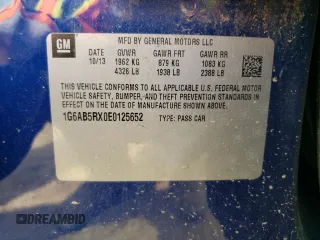 GM
MFD BY GENERAL MOTORS LLC
DATE GVWR GAWR FRT GAWR RR
10/13 1962 KG 879 KG 1083 KG
4326 LB 1938 LB 2388 LB
THIS VEHICLE CONFORMS TO ALL APPLICABLE U.S. FEDERAL MOTOR
VEHICLE SAFETY, BUMPER, AND THEFT PREVENTION STANDARDS IN
EFFECT ON THE DATE OF MANUFACTURE SHOWN ABOVE.
1G6AB5RX0E0125652 TYPE: PASS CAR
DREAMBID